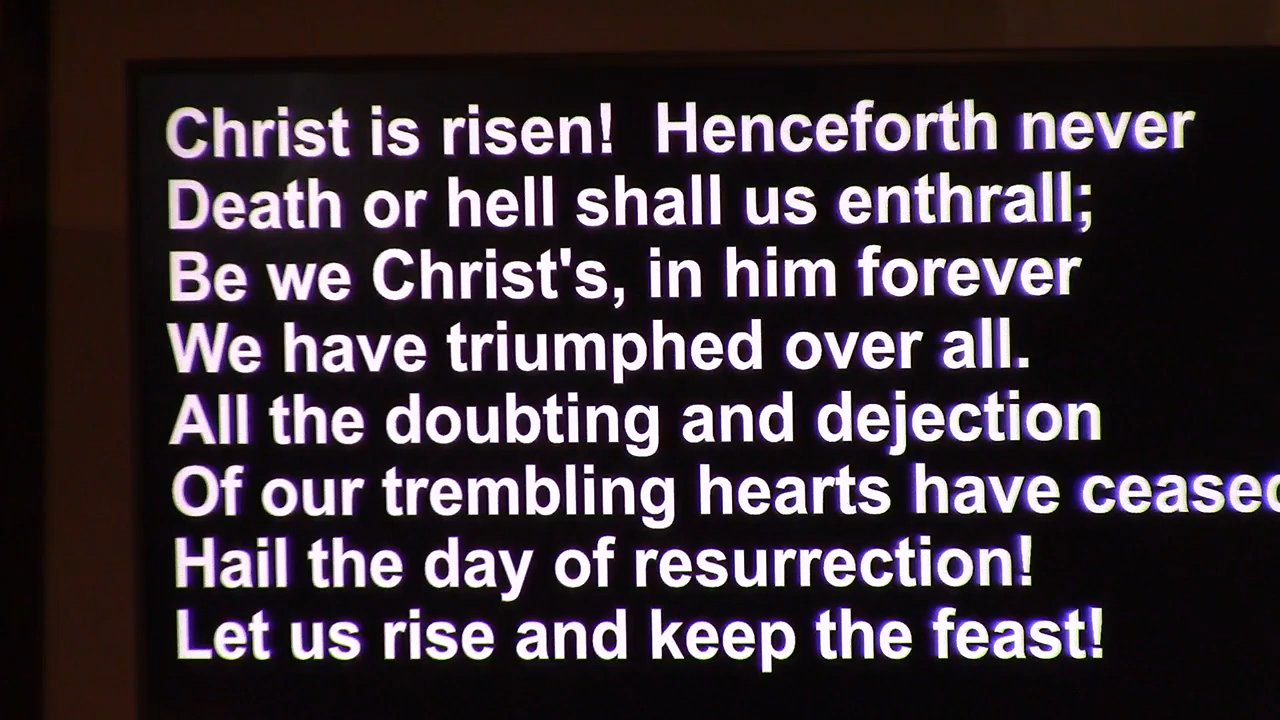 Christ is risen!  Henceforth never
Death or hell shall us enthrall;
Be we Christ's, in him forever
We have triumphed over all.
All the doubting and dejection
Of our trembling hearts have ceased
Hail the day of resurrection!
Let us rise and keep the feast!